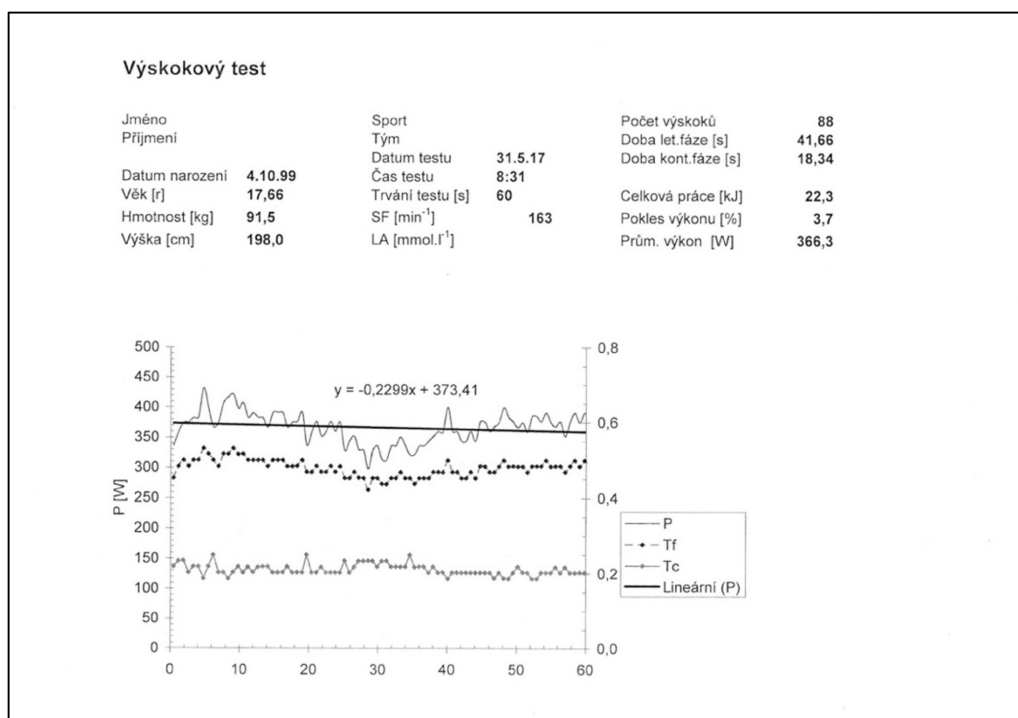 Výskokový test
Jméno Sport Počet výskoků 88
Příjmení Tým Doba let.fáze [s] 41,66
Datum testu 31.5.17 Doba kont.fáze [s] 18,34
Datum narození 4.10.99 Čas testu 8:31
Věk [r] 17,66 Trvání testu [s] 60 Celková práce [kJ] 22,3
Hmotnost [kg] 91,5 SF [min⁻¹] 163 Pokles výkonu [%] 3,7
Výška [cm] 198,0 LA [mmol.l⁻¹] Prům. výkon [W] 366,3
500 0,8
450
y = -0,2299x + 373,41
400
350 0,6
300
250 0,4
P [W]
200
150 0,2
100
50
0 0,0
0 10 20 30 40 50 60
P
Tf
Tc
Lineární (P)